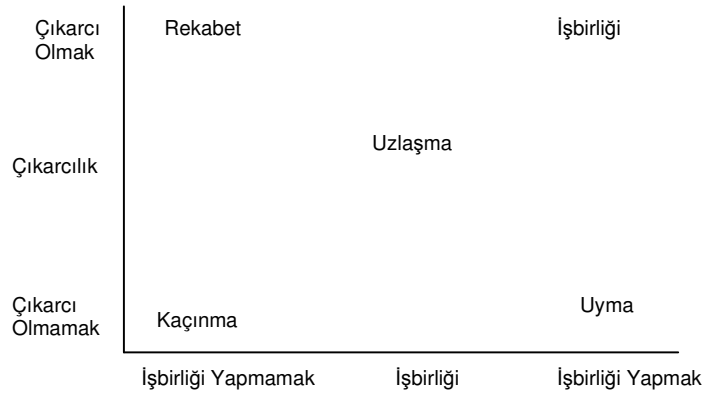 Çıkarcı
Olmak
Rekabet
İşbirliği
Uzlaşma
Çıkarcılık
Çıkarcı
Olmamak
Kaçınma
Uyma
İşbirliği Yapmamak
İşbirliği
İşbirliği Yapmak